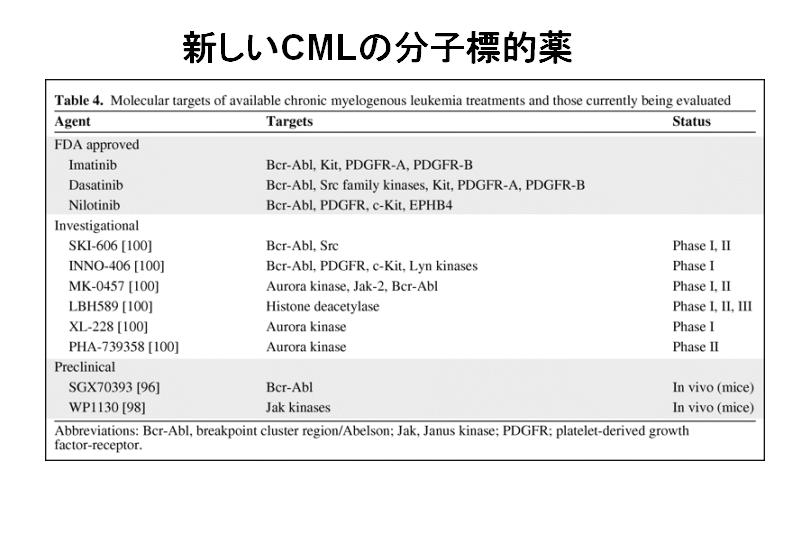 新しいCMLの分子標的薬
Table 4. Molecular targets of available chronic myelogenous leukemia treatments and those currently being evaluated
Agent Targets Status
FDA approved
Imatinib Bcr-Abl, Kit, PDGFR-A, PDGFR-B
Dasatinib Bcr-Abl, Src family kinases, Kit, PDGFR-A, PDGFR-B
Nilotinib Bcr-Abl, PDGFR, c-Kit, EPHB4
Investigational
SKI-606 [100] Bcr-Abl, Src Phase I, II
INNO-406 [100] Bcr-Abl, PDGFR, c-Kit, Lyn kinases Phase I
MK-0457 [100] Aurora kinase, Jak-2, Bcr-Abl Phase I, II
LBH589 [100] Histone deacetylase Phase I, II, III
XL-228 [100] Aurora kinase Phase I
PHA-739358 [100] Aurora kinase Phase II
Preclinical
SGX70393 [96] Bcr-Abl In vivo (mice)
WP1130 [98] Jak kinases In vivo (mice)
Abbreviations: Bcr-Abl, breakpoint cluster region/Abelson; Jak, Janus kinase; PDGFR; platelet-derived growth
factor-receptor.